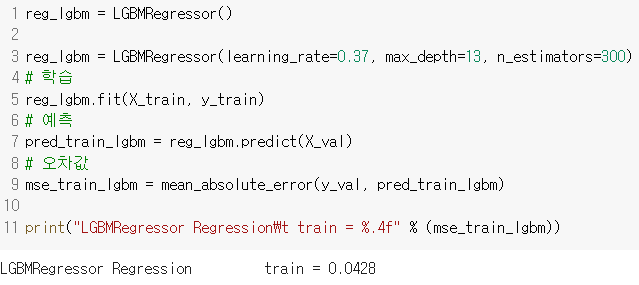 1 reg_lgbm = LGBMRegressor()
2
3 reg_lgbm = LGBMRegressor(learning_rate=0.37, max_depth=13, n_estimators=300)
4 # 학습
5 reg_lgbm.fit(X_train, y_train)
6 # 예측
7 pred_train_lgbm = reg_lgbm.predict(X_val)
8 # 오차값
9 mse_train_lgbm = mean_absolute_error(y_val, pred_train_lgbm)
10
11 print("LGBMRegressor Regression₩t train = %.4f" % (mse_train_lgbm))
LGBMRegressor Regression train = 0.0428